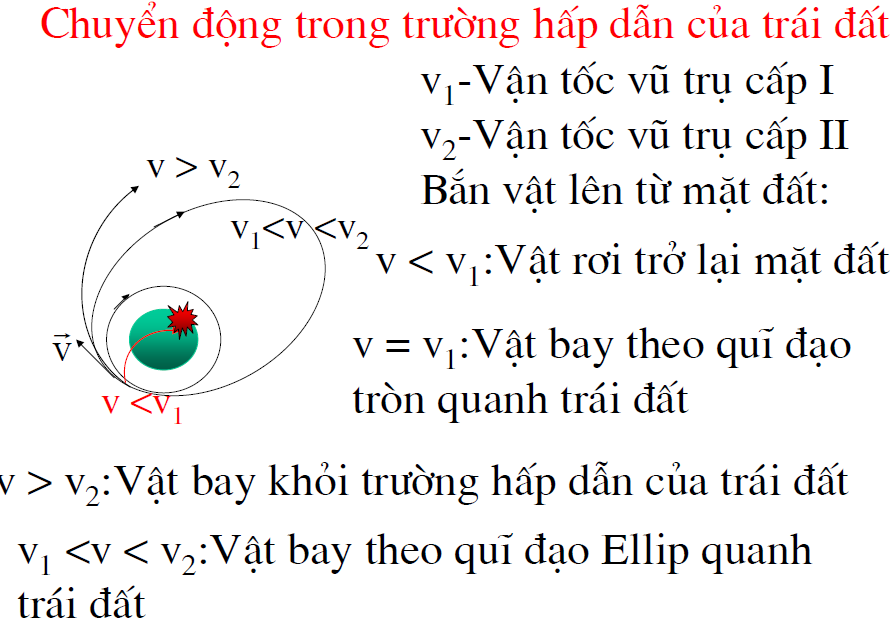 Chuyển động trong trường hấp dẫn của trái đất
v₁-Vận tốc vũ trụ cấp I
v₂-Vận tốc vũ trụ cấp II
Bắn vật lên từ mặt đất:
v > v₂
v₁<v <v₂
v < v₁:Vật rơi trở lại mặt đất
v⃗
v = v₁:Vật bay theo quĩ đạo
tròn quanh trái đất
v <v₁
v > v₂:Vật bay khỏi trường hấp dẫn của trái đất
v₁ <v < v₂:Vật bay theo quĩ đạo Ellip quanh
trái đất